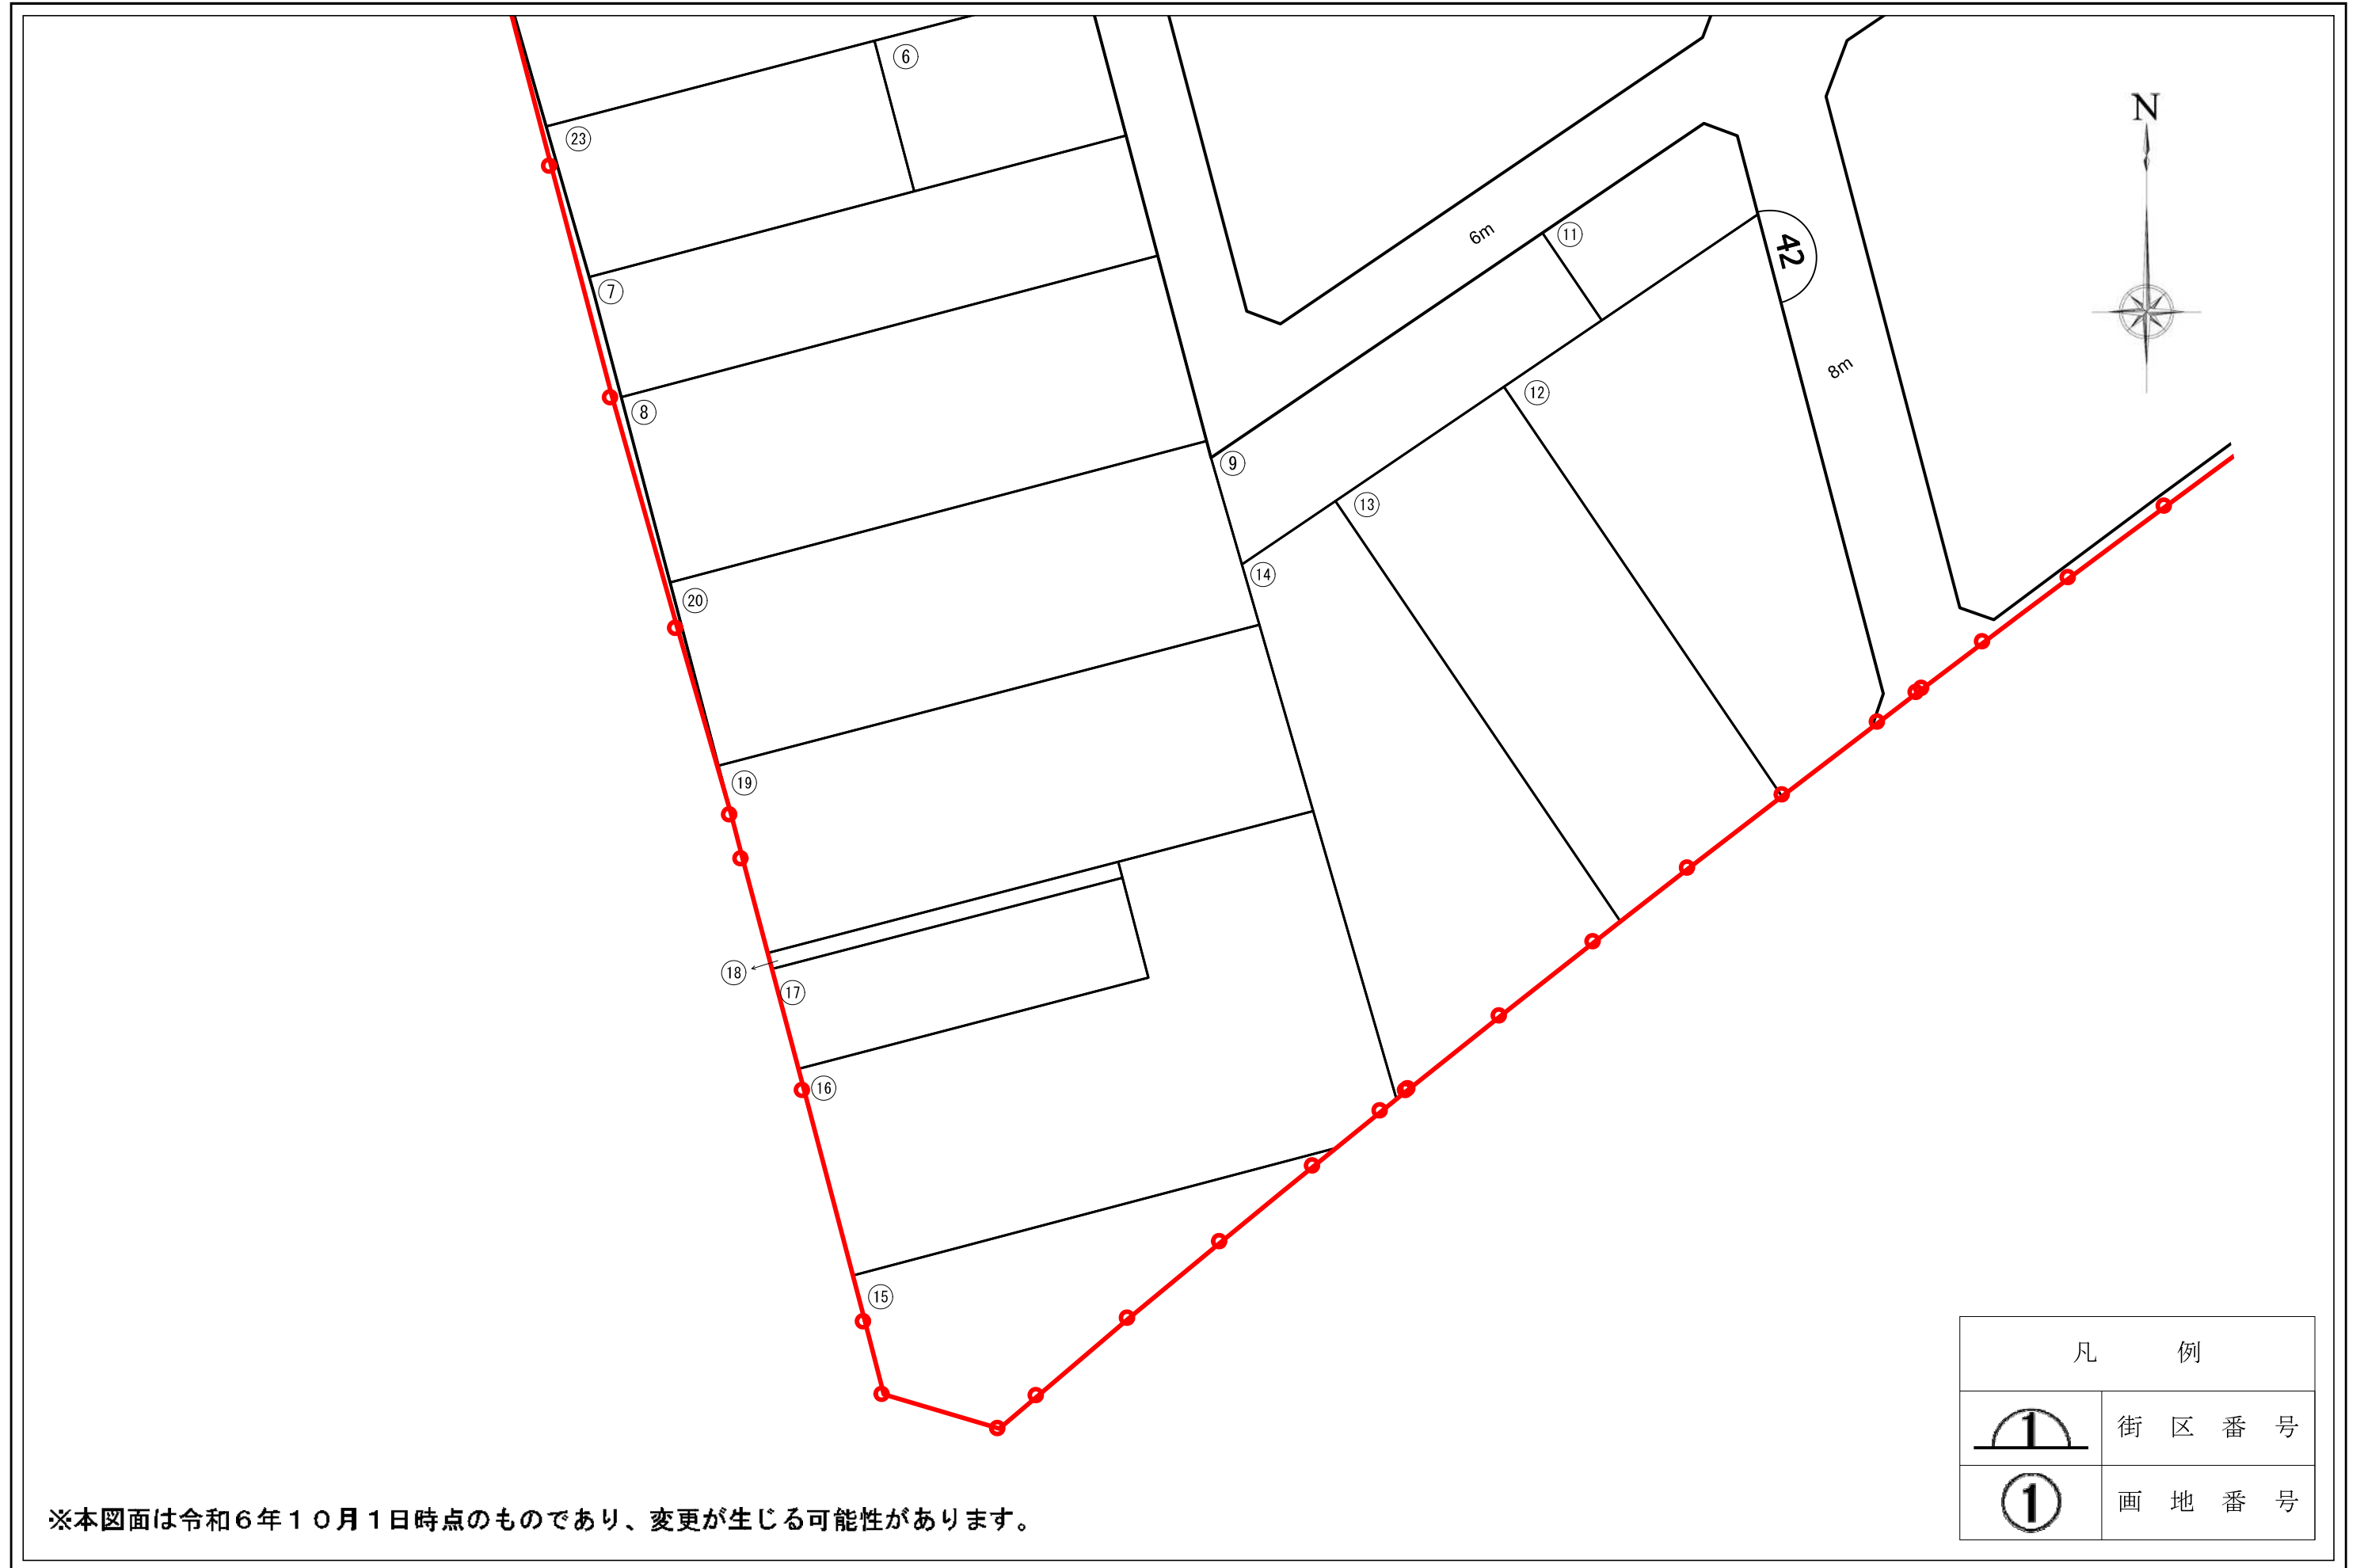 ⑥
㉓
N
⑪
6m
42
⑦
8m
⑧
⑫
⑨
⑬
⑭
⑳
⑲
⑱
⑰
⑯
⑮
凡 例
1 街区番号
① 画地番号
※本図面は令和６年１０月１日時点のものであり、変更が生じる可能性があります。